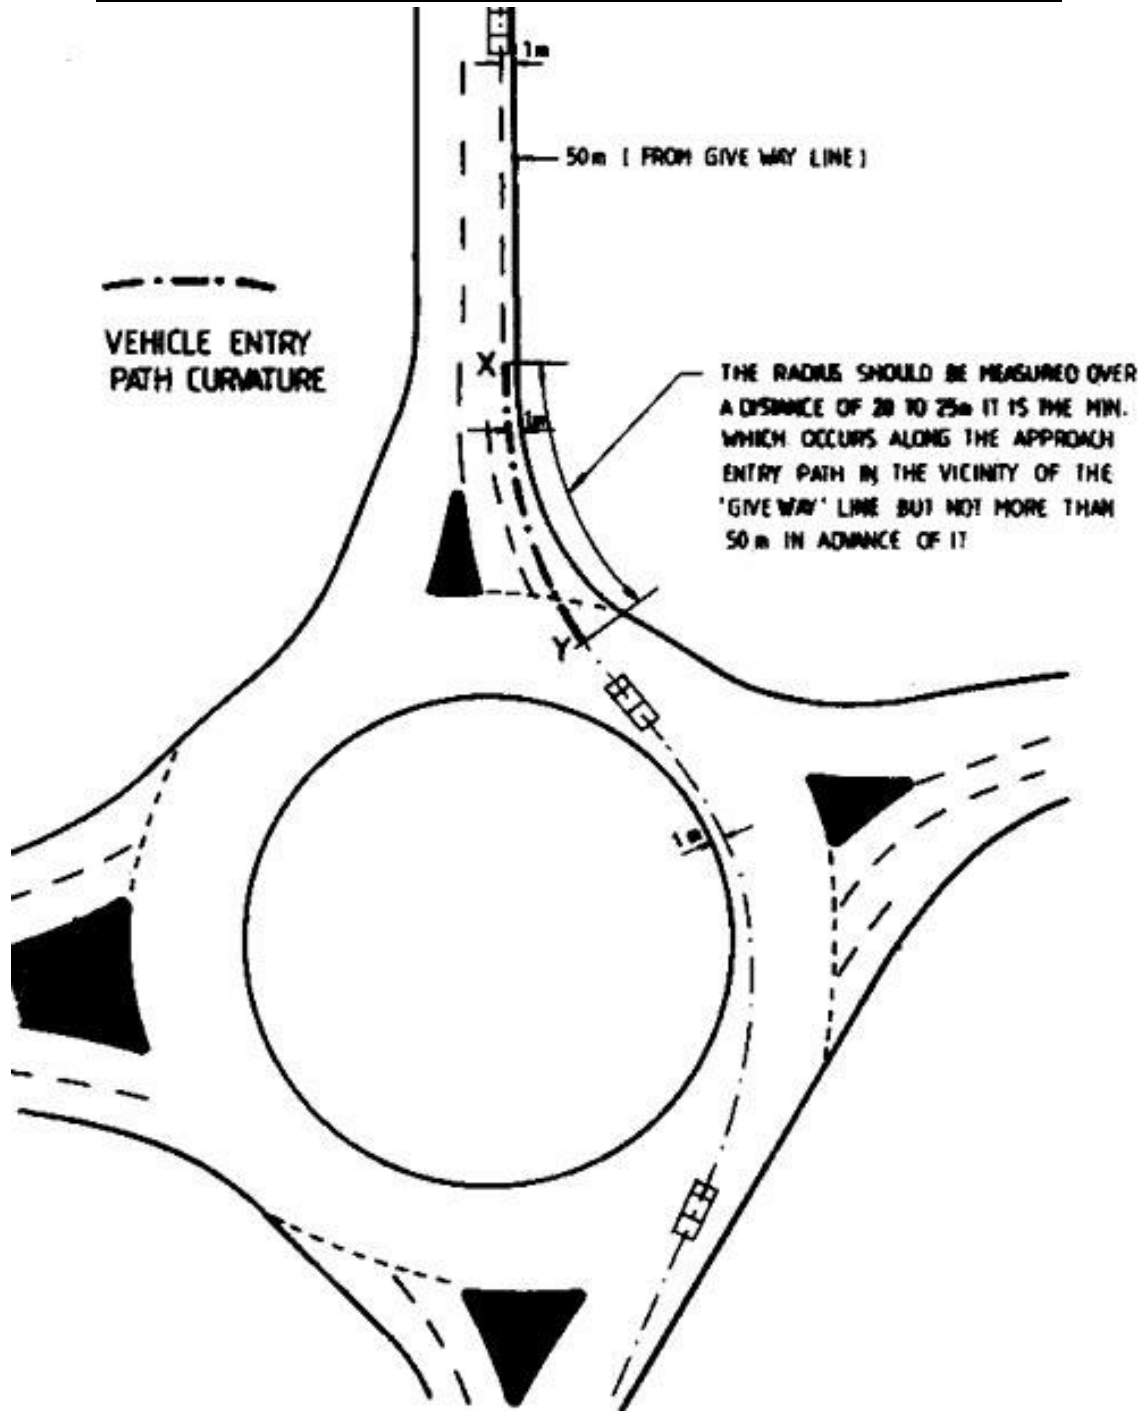 1m
50m ( FROM GIVE WAY LINE )
VEHICLE ENTRY
PATH CURVATURE
X
THE RADIUS SHOULD BE MEASURED OVER
A DISTANCE OF 20 TO 25m IT IS THE MIN.
WHICH OCCURS ALONG THE APPROACH
ENTRY PATH IN THE VICINITY OF THE
'GIVE WAY' LINE BUT NOT MORE THAN
50 m IN ADVANCE OF IT
1m
Y
1m